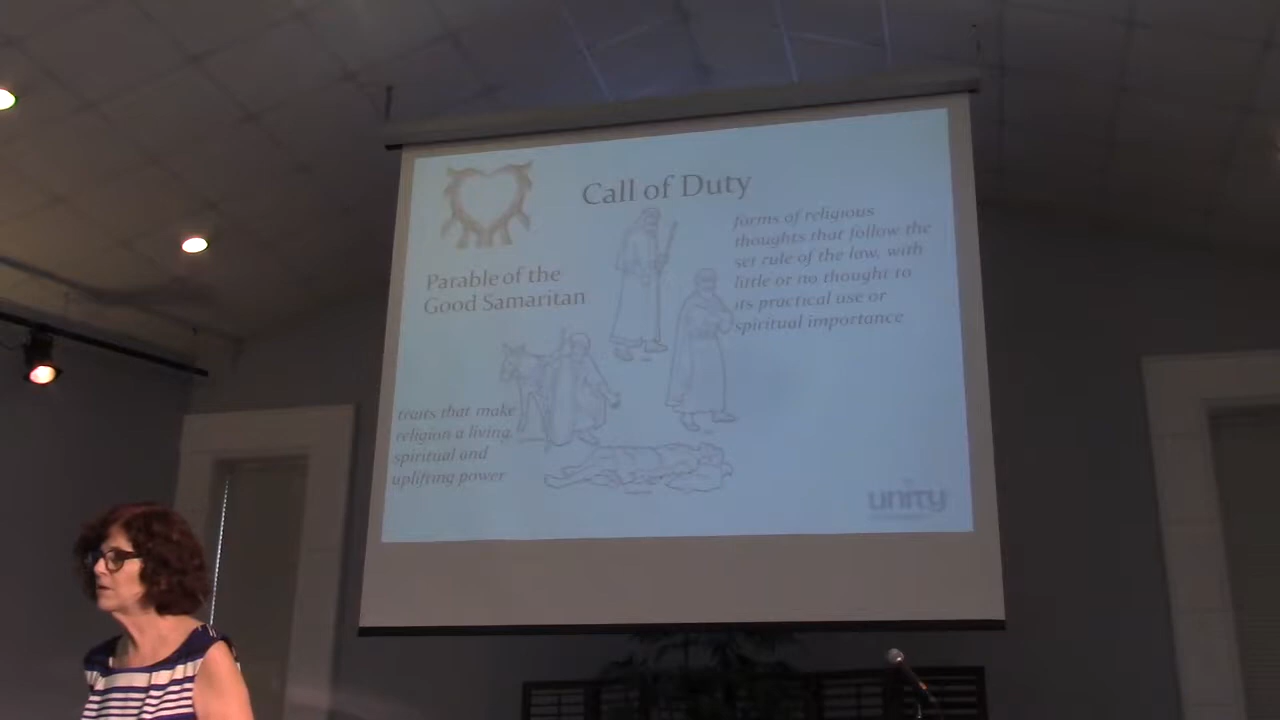 Call of Duty
Parable of the
Good Samaritan
forms of religious
thoughts that follow the
set rule of the law, with
little or no thought to
its practical use or
spiritual importance
traits that make
religion a living,
spiritual and
uplifting power
unity